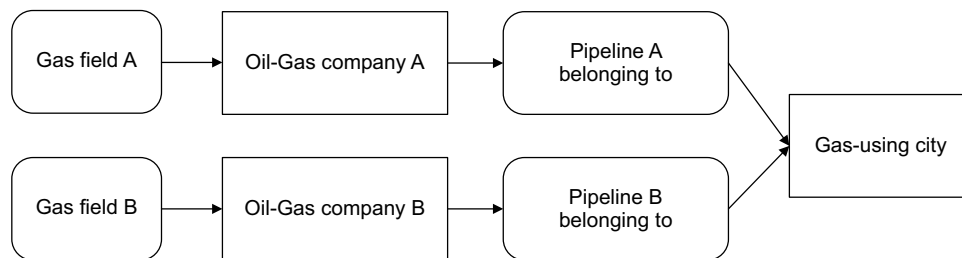 Gas field A
Oil-Gas company A
Pipeline A
belonging to
Gas-using city
Gas field B
Oil-Gas company B
Pipeline B
belonging to